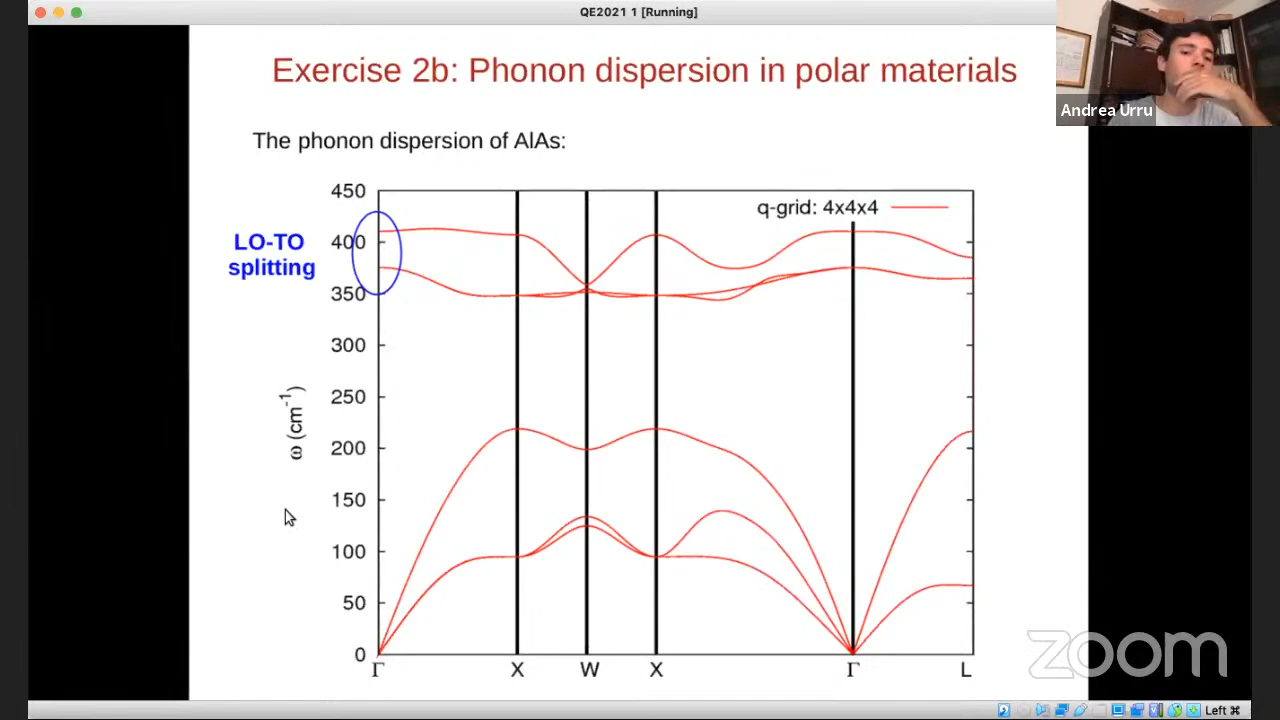 QE2021 1 [Running]
Exercise 2b: Phonon dispersion in polar materials
Andrea Urru
The phonon dispersion of AlAs:
LO-TO
splitting
q-grid: 4x4x4
450
400
350
300
250
200
150
100
50
0
ω (cm-1)
Γ X W X Γ L
zoom
Left ⌘